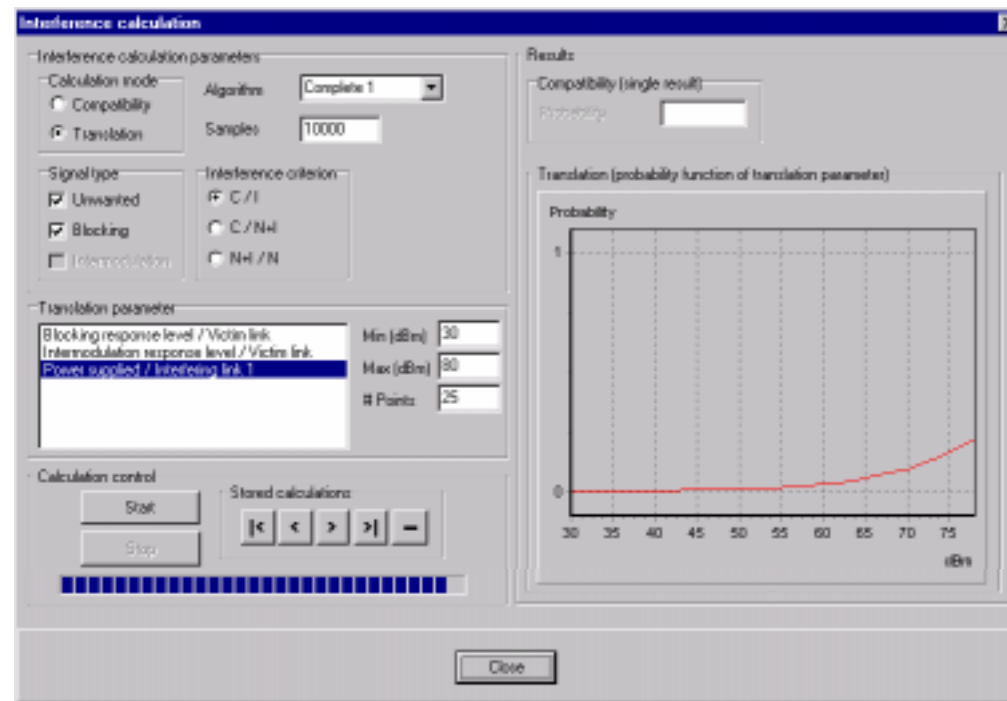 Interference calculation
Interference calculation parameters
Calculation mode
Compatibility
Translation
Algorithm
Complete 1
Samples
10000
Signal type
Unwanted
Blocking
Intermodulation
Interference criterion
C / I
C / N+I
N+I / N
Translation parameter
Blocking response level / Victim link
Intermodulation response level / Victim link
Power supplied / Interfering link 1
Min (dBm) 30
Max (dBm) 80
# Points 25
Calculation control
Start
Stop
Stored calculations
|< < > >| –
Results
Compatibility (single result)
Probability
Translation (probability function of translation parameter)
Probability
1
0
30 35 40 45 50 55 60 65 70 75
dBm
Close